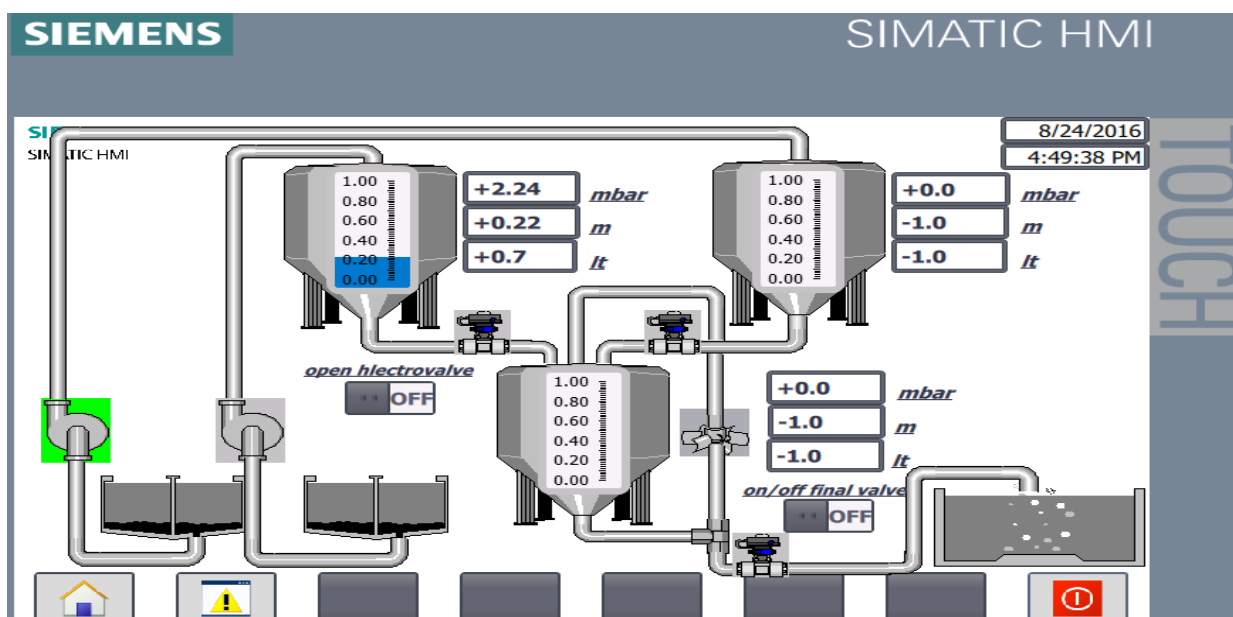 SIEMENS
SIMATIC HMI
TOUCH
SIMATIC HMI
8/24/2016
4:49:38 PM
1.00
0.80
0.60
0.40
0.20
0.00
+2.24 mbar
+0.22 m
+0.7 lt
1.00
0.80
0.60
0.40
0.20
0.00
+0.0 mbar
-1.0 m
-1.0 lt
open hlectrovalve
OFF
1.00
0.80
0.60
0.40
0.20
0.00
+0.0 mbar
-1.0 m
-1.0 lt
on/off final valve
OFF